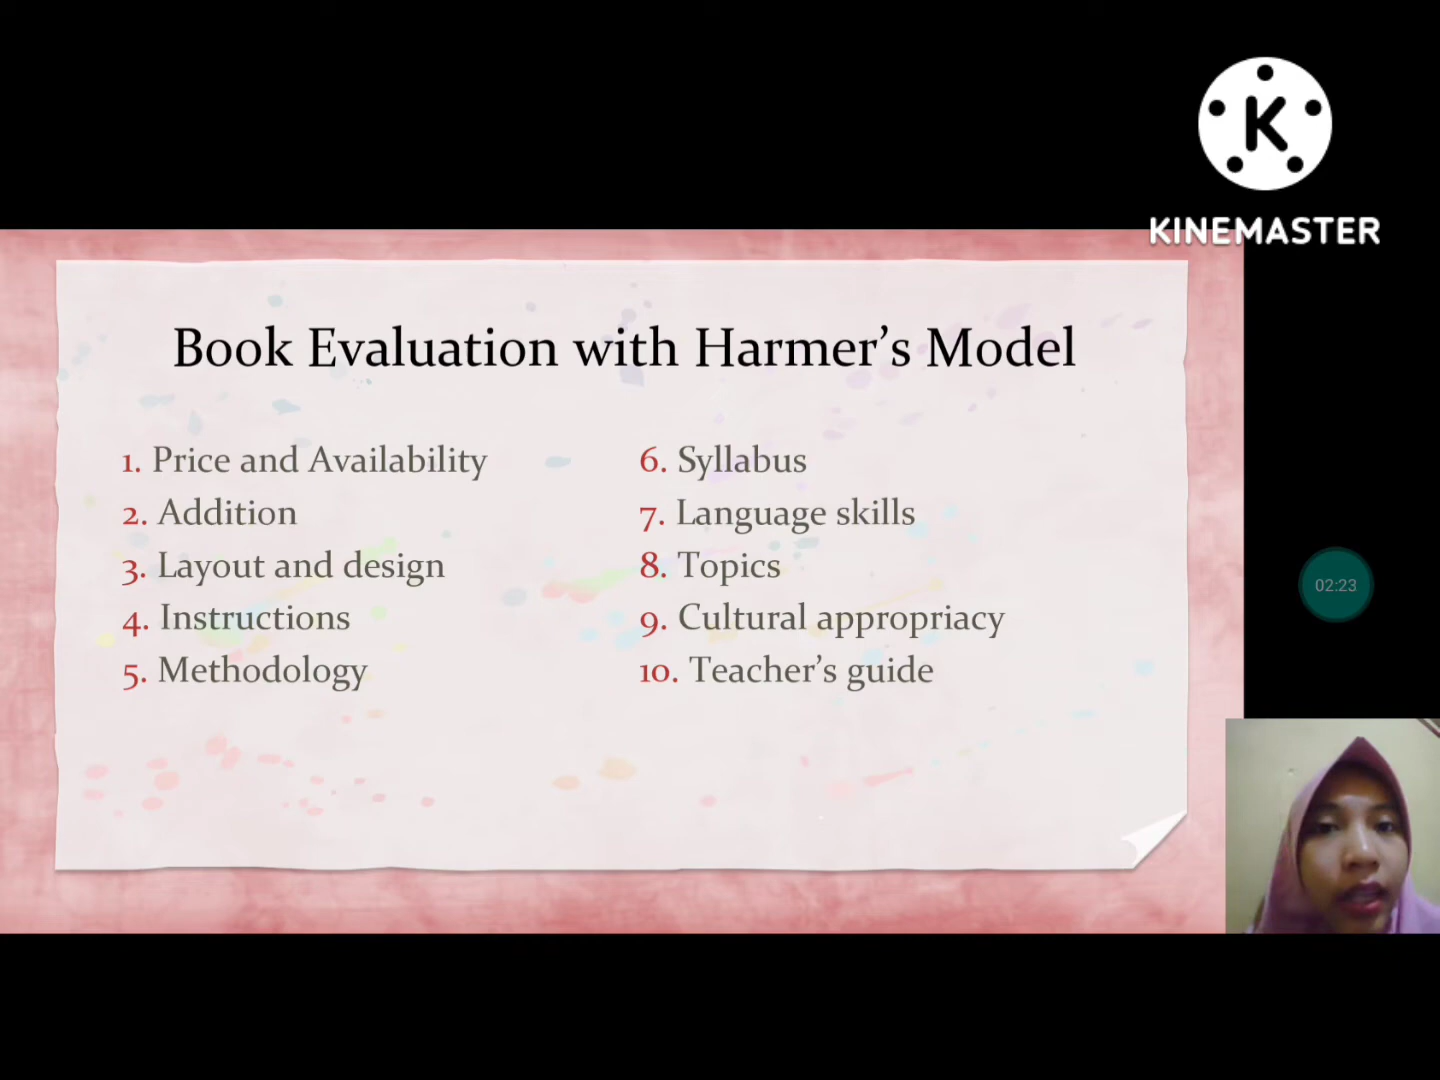 K
KINEMASTER
Book Evaluation with Harmer’s Model
1. Price and Availability
2. Addition
3. Layout and design
4. Instructions
5. Methodology
6. Syllabus
7. Language skills
8. Topics
9. Cultural appropriacy
10. Teacher’s guide
02:23